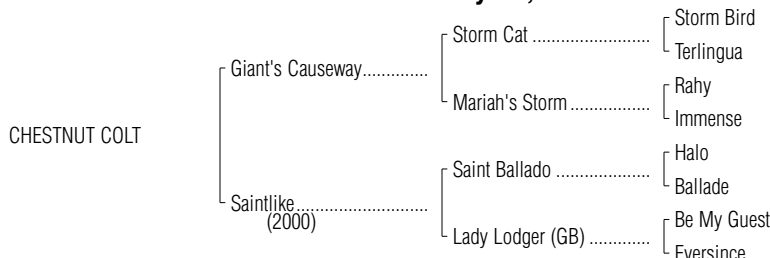 Storm Bird
Storm Cat ........................
Terlingua
Giant's Causeway..............
Rahy
Mariah's Storm ................
Immense
CHESTNUT COLT
Halo
Saint Ballado ...................
Ballade
Saintlike............................
(2000)
Be My Guest
Lady Lodger (GB) .............
Eversince